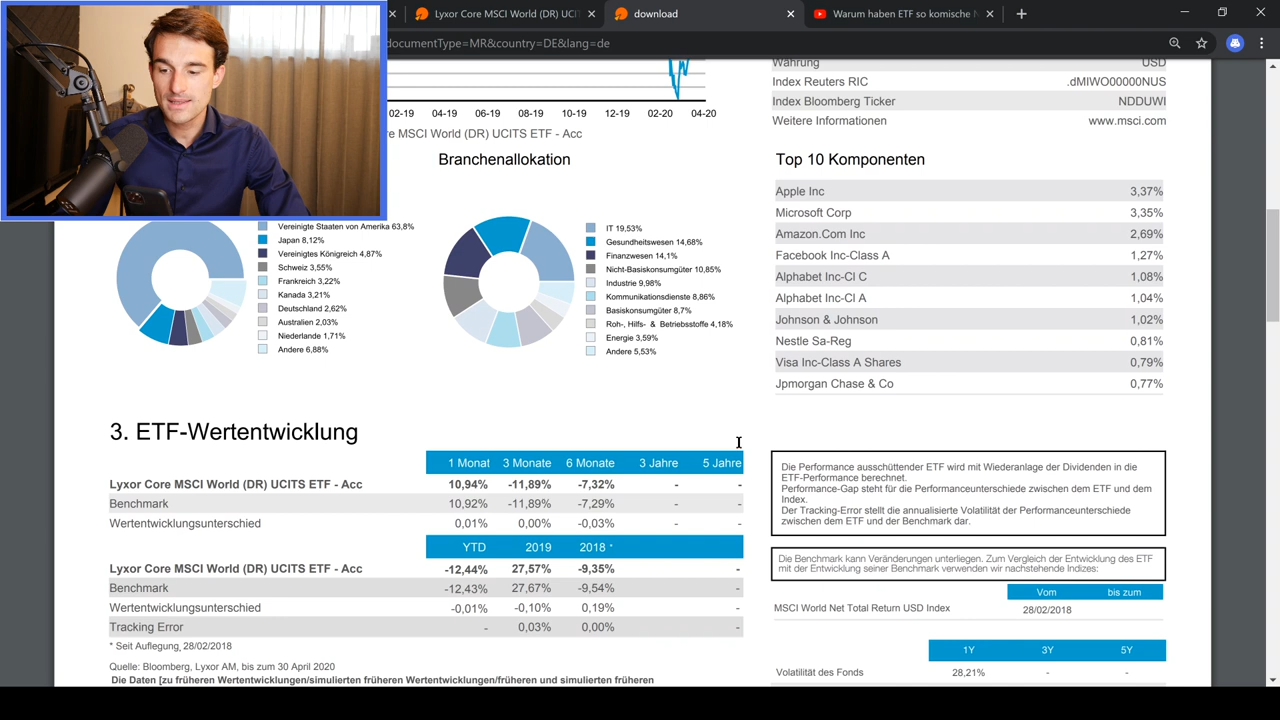 Lyxor Core MSCI World (DR) UCIT
download
Warum haben ETF so komische N
documentType=MR&country=DE&lang=de
02-19 04-19 06-19 08-19 10-19 12-19 02-20 04-20
e MSCI World (DR) UCITS ETF - Acc
Währung USD
Index Reuters RIC .dMIWO00000NUS
Index Bloomberg Ticker NDDUWI
Weitere Informationen www.msci.com
Branchenallokation
Vereinigte Staaten von Amerika 63,8%
Japan 8,12%
Vereinigtes Königreich 4,87%
Schweiz 3,55%
Frankreich 3,22%
Kanada 3,21%
Deutschland 2,62%
Australien 2,03%
Niederlande 1,71%
Andere 6,88%
IT 19,53%
Gesundheitswesen 14,68%
Finanzwesen 14,1%
Nicht-Basiskonsumgüter 10,85%
Industrie 9,98%
Kommunikationsdienste 8,86%
Basiskonsumgüter 8,7%
Roh-, Hilfs- & Betriebsstoffe 4,18%
Energie 3,59%
Andere 5,53%
Top 10 Komponenten
Apple Inc 3,37%
Microsoft Corp 3,35%
Amazon.Com Inc 2,69%
Facebook Inc-Class A 1,27%
Alphabet Inc-Cl C 1,08%
Alphabet Inc-Cl A 1,04%
Johnson & Johnson 1,02%
Nestle Sa-Reg 0,81%
Visa Inc-Class A Shares 0,79%
Jpmorgan Chase & Co 0,77%
3. ETF-Wertentwicklung
1 Monat 3 Monate 6 Monate 3 Jahre 5 Jahre
Lyxor Core MSCI World (DR) UCITS ETF - Acc 10,94% -11,89% -7,32% - -
Benchmark 10,92% -11,89% -7,29% - -
Wertentwicklungsunterschied 0,01% 0,00% -0,03% - -
YTD 2019 2018 *
Lyxor Core MSCI World (DR) UCITS ETF - Acc -12,44% 27,57% -9,35% -
Benchmark -12,43% 27,67% -9,54% -
Wertentwicklungsunterschied -0,01% -0,10% 0,19% -
Tracking Error - 0,03% 0,00% -
* Seit Auflegung, 28/02/2018
Quelle: Bloomberg, Lyxor AM, bis zum 30 April 2020
Die Daten [zu früheren Wertentwicklungen/simulierten früheren Wertentwicklungen/früheren und simulierten früheren
Die Performance ausschüttender ETF wird mit Wiederanlage der Dividenden in die
ETF-Performance berechnet.
Performance-Gap steht für die Performanceunterschiede zwischen dem ETF und dem
Index.
Der Tracking-Error stellt die annualisierte Volatilität der Performanceunterschiede
zwischen dem ETF und der Benchmark dar.
Die Benchmark kann Veränderungen unterliegen. Zum Vergleich der Entwicklung des ETF
mit der Entwicklung seiner Benchmark verwenden wir nachstehende Indizes:
Vom bis zum
MSCI World Net Total Return USD Index 28/02/2018
1Y 3Y 5Y
Volatilität des Fonds 28,21% - -